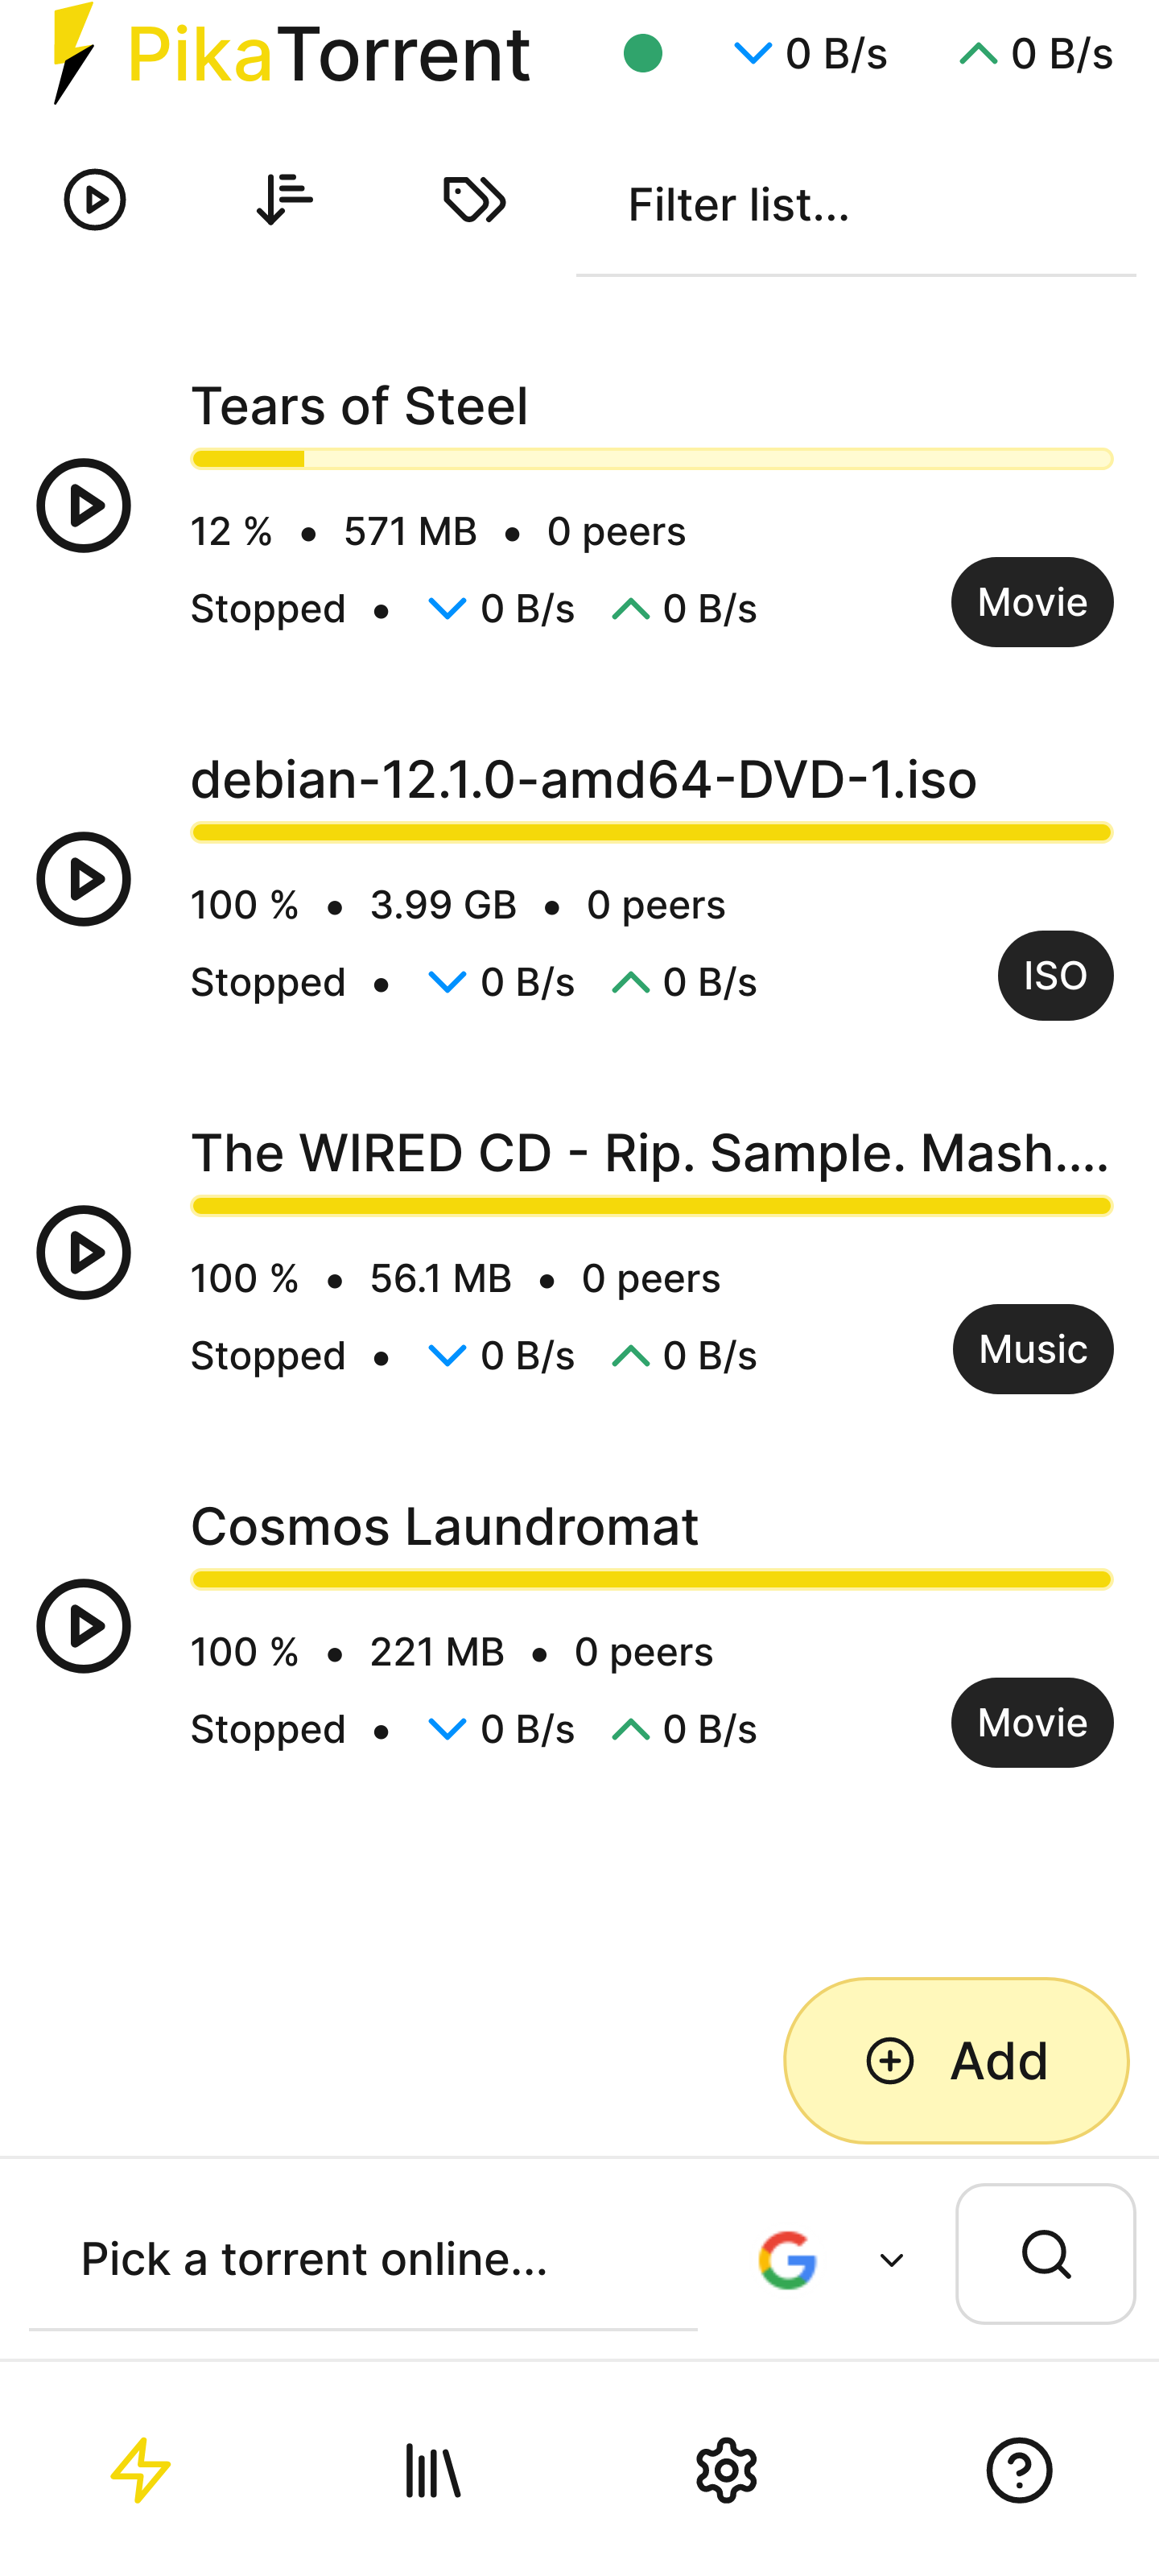 PikaTorrent 0 B/s 0 B/s
Filter list...
Tears of Steel
12 % • 571 MB • 0 peers
Stopped • 0 B/s 0 B/s Movie
debian-12.1.0-amd64-DVD-1.iso
100 % • 3.99 GB • 0 peers
Stopped • 0 B/s 0 B/s ISO
The WIRED CD - Rip. Sample. Mash....
100 % • 56.1 MB • 0 peers
Stopped • 0 B/s 0 B/s Music
Cosmos Laundromat
100 % • 221 MB • 0 peers
Stopped • 0 B/s 0 B/s Movie
Add
Pick a torrent online...